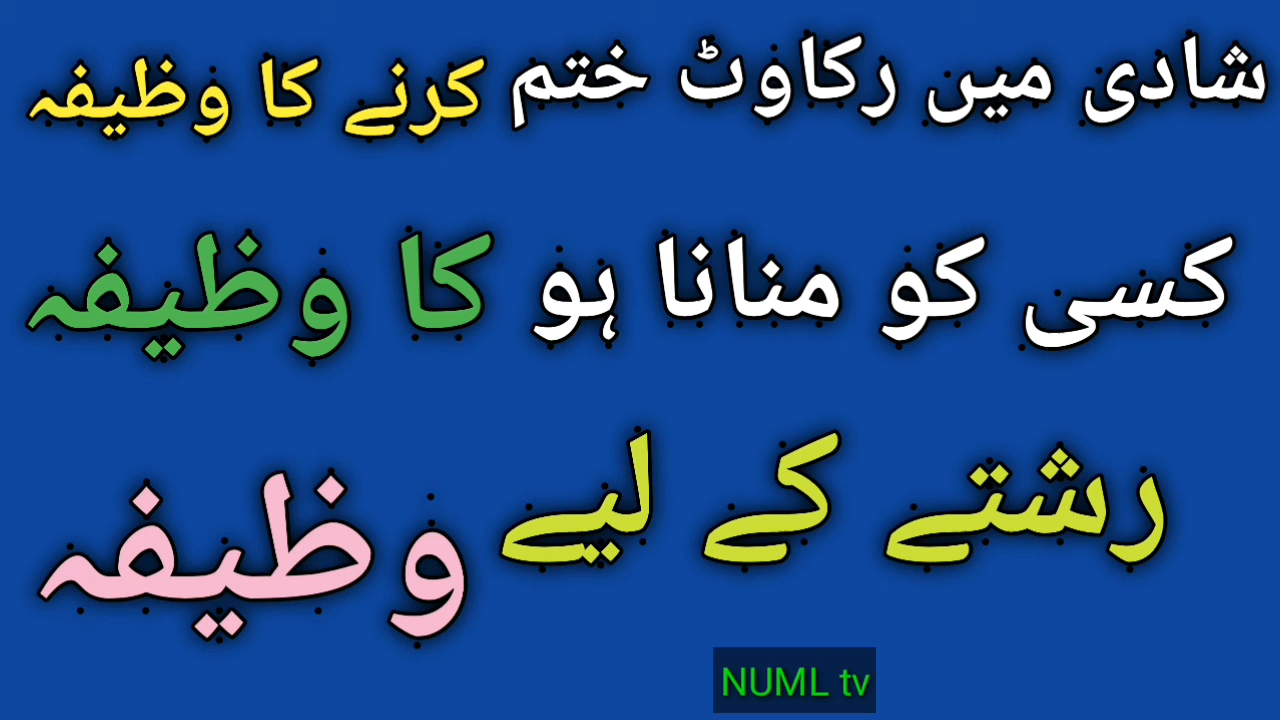 شادی میں رکاوٹ ختم کرنے کا وظیفہ
کسی کو منانا ہو کا وظیفہ
رشتے کے لیے وظیفہ
NUML tv